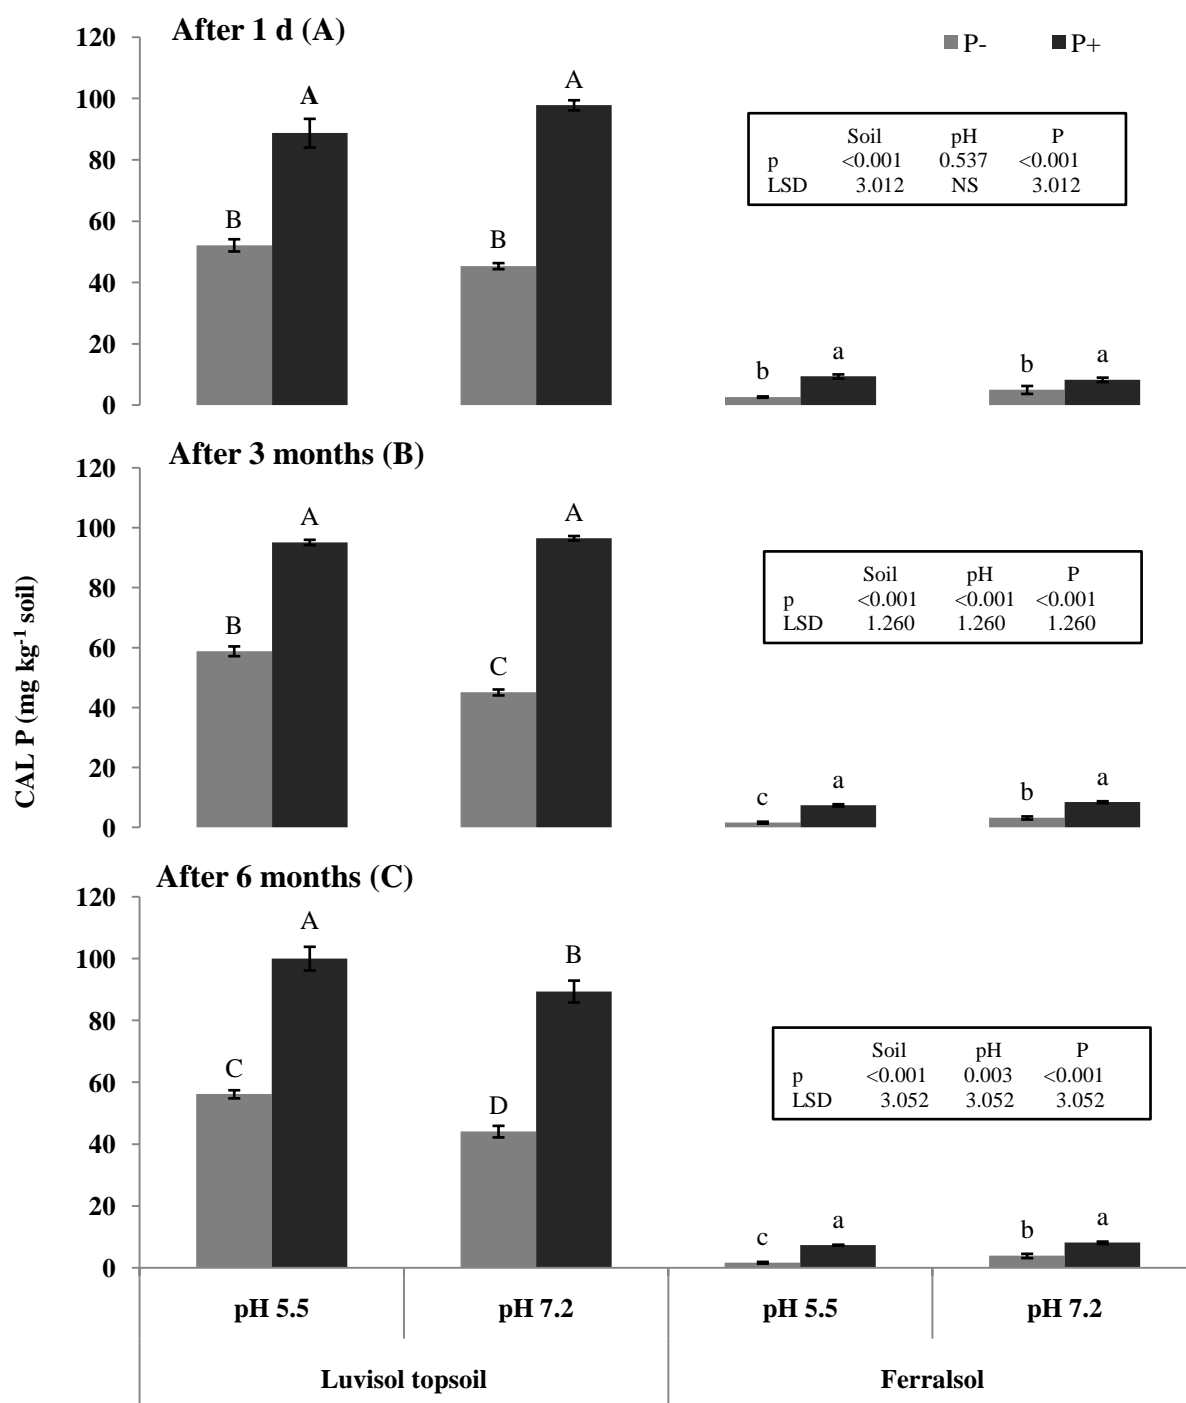 After 1 d (A)
P- P+
120
100
80
60
40
20
0
A
A
B
B
b
a
b
a
Soil pH P
p <0.001 0.537 <0.001
LSD 3.012 NS 3.012
After 3 months (B)
120
100
80
60
40
20
0
A
A
B
C
c
a
b
a
Soil pH P
p <0.001 <0.001 <0.001
LSD 1.260 1.260 1.260
CAL P (mg kg⁻¹ soil)
After 6 months (C)
120
100
80
60
40
20
0
A
B
C
D
c
a
b
a
Soil pH P
p <0.001 0.003 <0.001
LSD 3.052 3.052 3.052
pH 5.5 pH 7.2 pH 5.5 pH 7.2
Luvisol topsoil Ferralsol